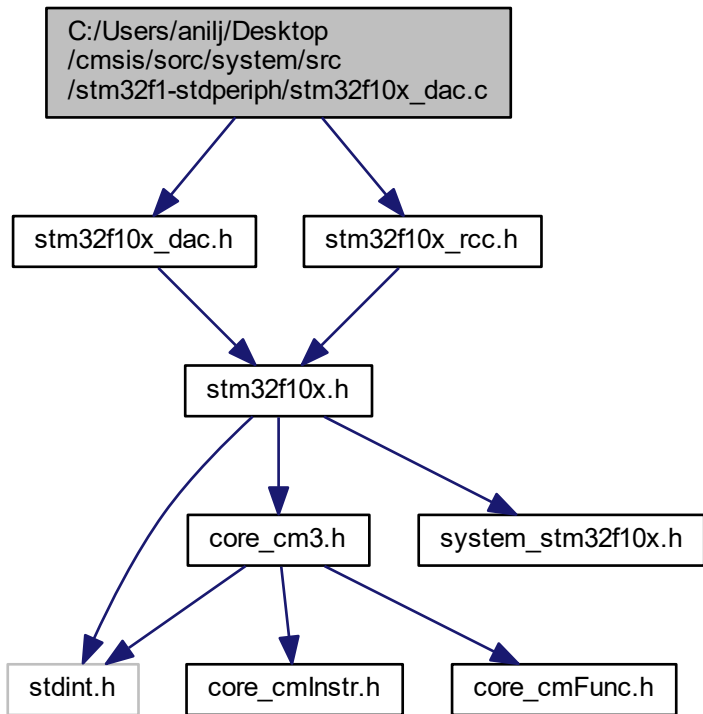 C:/Users/anilj/Desktop
/cmsis/sorc/system/src
/stm32f1-stdperiph/stm32f10x_dac.c
stm32f10x_dac.h
stm32f10x_rcc.h
stm32f10x.h
core_cm3.h
system_stm32f10x.h
stdint.h
core_cmInstr.h
core_cmFunc.h